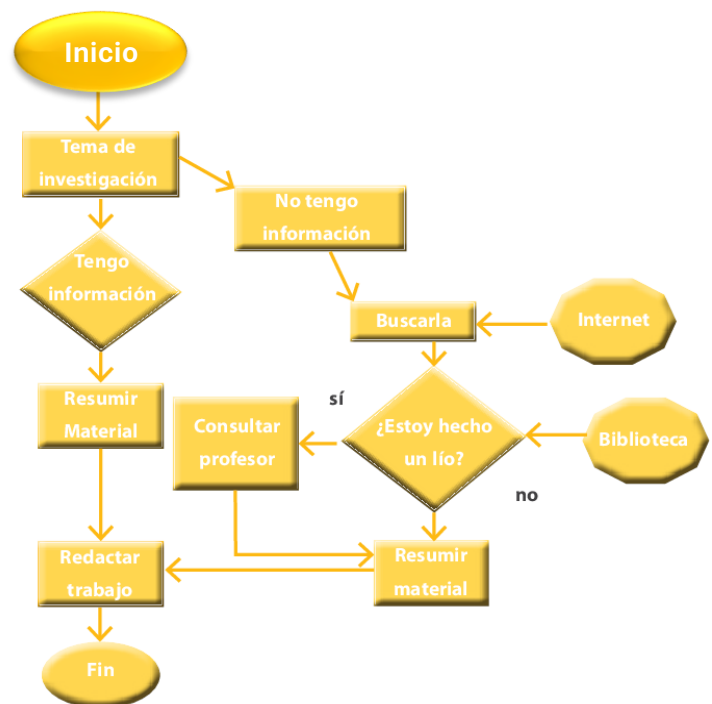 Inicio
Tema de
investigación
No tengo
información
Tengo
información
Buscarla
Internet
Resumir
Material
sí
Consultar
profesor
¿Estoy hecho
un lío?
Biblioteca
no
Redactar
trabajo
Resumir
material
Fin